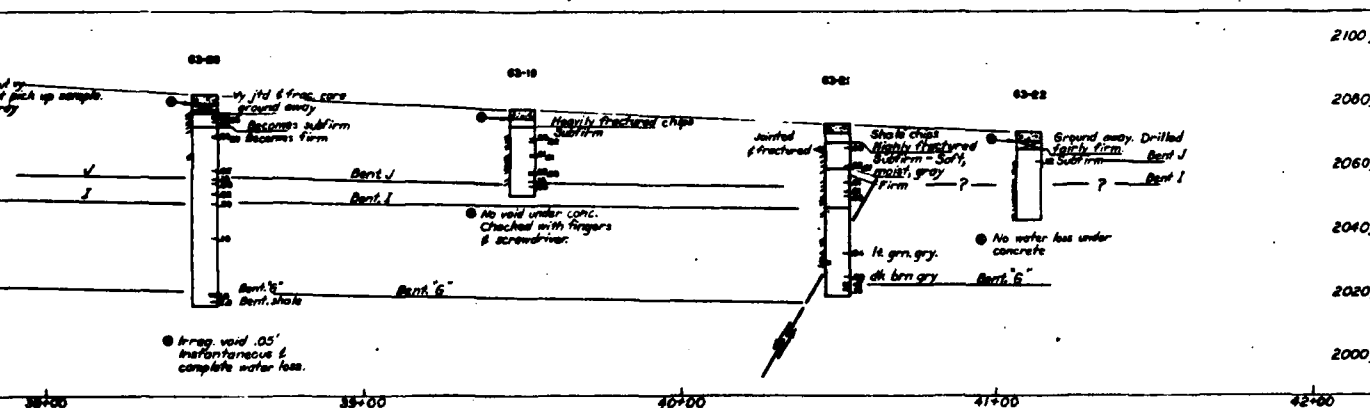 2100
63-20
63-19
63-21
63-22
t pick up sample.
2080
Vy jtd & frac. core
ground away
Becomes subfirm
Becomes firm
Heavily fractured chips
Subfirm
Jointed
& fractured
Shale chips
Highly fractured
Subfirm - Soft,
moist, gray
Firm
Ground away. Drilled
fairly firm.
Subfirm
Bent J
2060
J
Bent J
? ? Bent I
I
Bent. I
No void under conc.
Checked with fingers
& screwdriver.
2040
No water loss under
concrete
lt. grn. gry.
dk brn gry
Bent. "G"
Bent. "G"
Bent. shale
Bent. "G"
2020
Irreg. void .05'
Instantaneous &
complete water loss.
2000
38+00 39+00 40+00 41+00 42+00